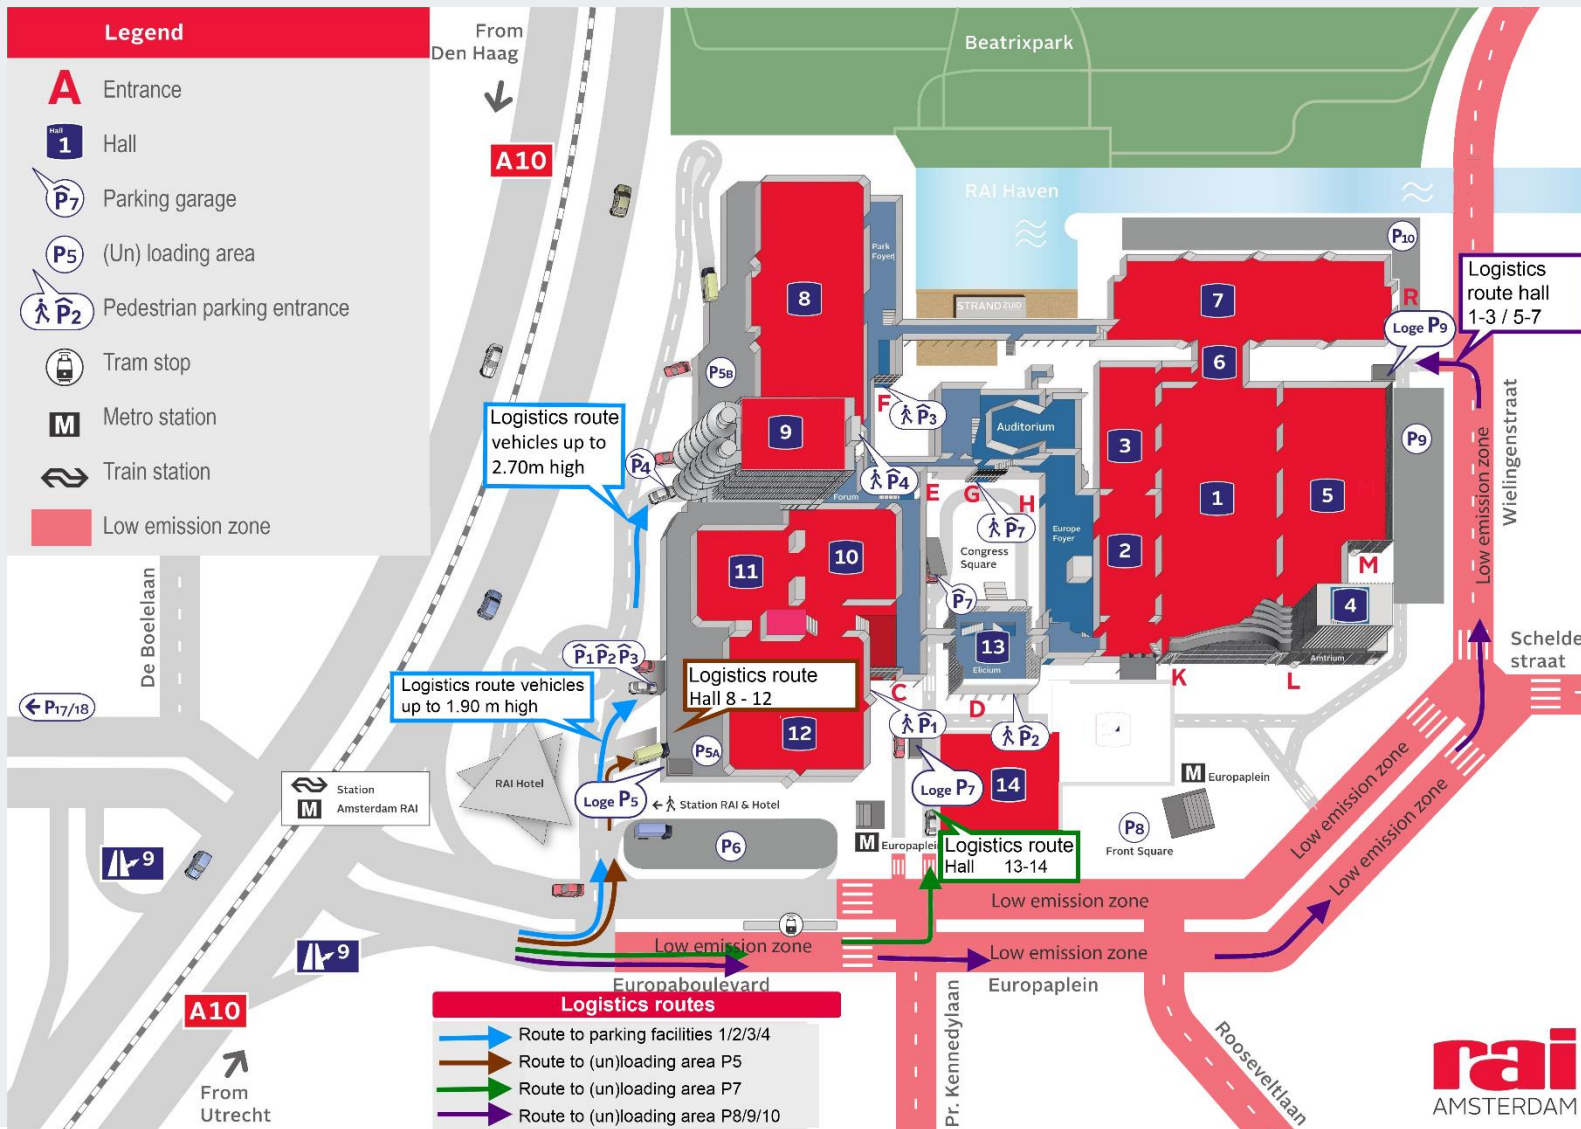 Legend
A Entrance
Hall
1
Hall
P7 Parking garage
P5 (Un) loading area
P2 Pedestrian parking entrance
Tram stop
M Metro station
Train station
Low emission zone
From
Den Haag
A10
Beatrixpark
RAI Haven
STRANDZUID
Park
Foyer
8
P5B
7
P10
R
Logistics
route hall
1-3 / 5-7
Loge P9
6
F
P3
Logistics route
vehicles up to
2.70m high
9
P4
P4
Forum
Auditorium
E
G
H
P7
Congress
Square
Europe
Foyer
3
1
5
M
P9
2
M
4
Amtrium
K
L
Low emission zone
Wielingenstraat
Schelde
straat
De Boelelaan
P17/18
11
10
P7
13
Elicium
P1 P2 P3
Logistics route vehicles
up to 1.90 m high
Logistics route
Hall 8 - 12
C
D
P1
P2
12
P5A
RAI Hotel
Loge P5
Station RAI & Hotel
Loge P7
14
M Europaplein
P8
Front Square
Station
M Amsterdam RAI
P6
M Europaplein
Logistics route
Hall 13-14
9
9
Low emission zone
Low emission zone
Low emission zone
Low emission zone
Low emission zone
Europaboulevard
Europaplein
Pr. Kennedylaan
Rooseveltlaan
A10
From
Utrecht
Logistics routes
Route to parking facilities 1/2/3/4
Route to (un)loading area P5
Route to (un)loading area P7
Route to (un)loading area P8/9/10
rai
AMSTERDAM